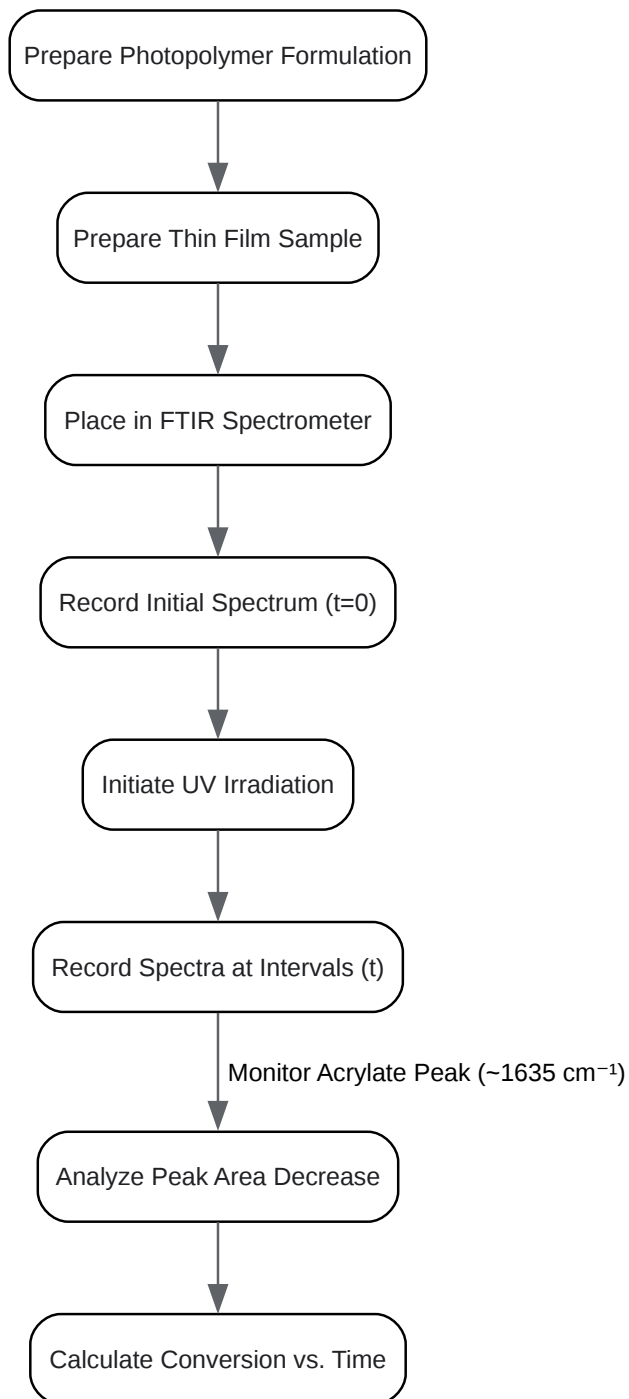 Prepare Photopolymer Formulation
Prepare Thin Film Sample
Place in FTIR Spectrometer
Record Initial Spectrum (t=0)
Initiate UV Irradiation
Record Spectra at Intervals (t)
Monitor Acrylate Peak (~1635 cm⁻¹)
Analyze Peak Area Decrease
Calculate Conversion vs. Time